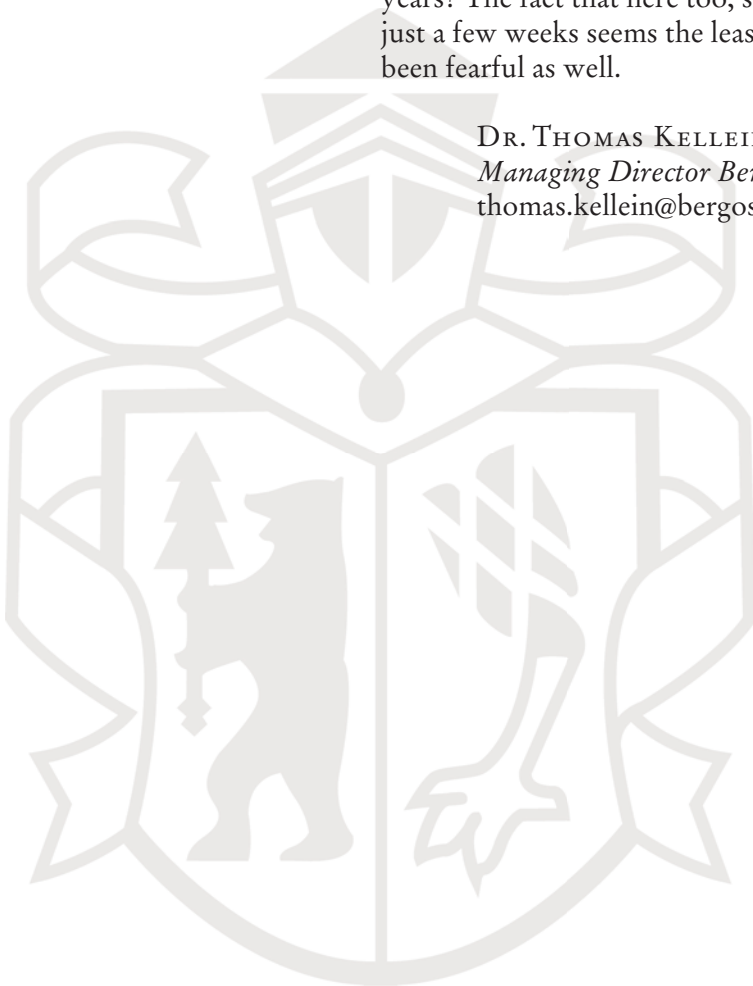 years? The fact that here too, s
just a few weeks seems the leas
been fearful as well.
DR. THOMAS KELLEI
Managing Director Ber
thomas.kellein@bergos